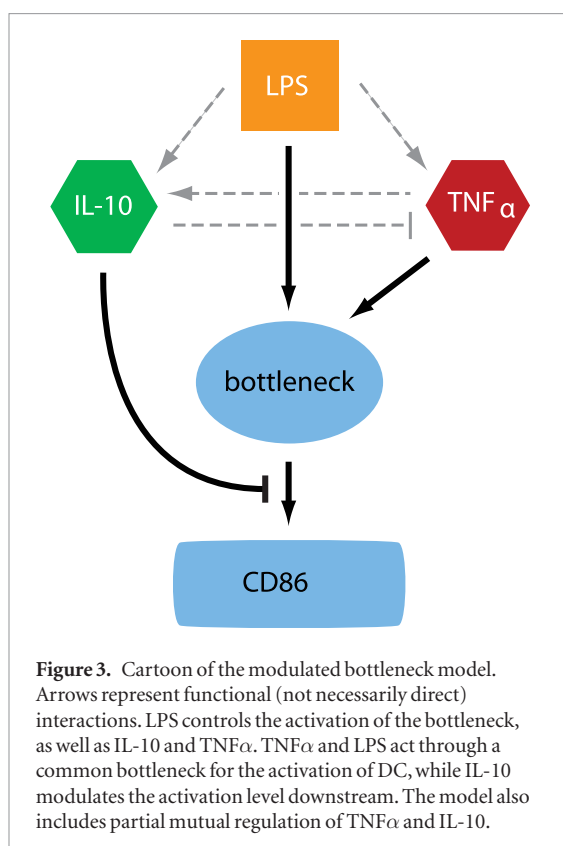 LPS
IL-10
TNF α
bottleneck
CD86
Figure 3. Cartoon of the modulated bottleneck model.
Arrows represent functional (not necessarily direct)
interactions. LPS controls the activation of the bottleneck,
as well as IL-10 and TNFα. TNFα and LPS act through a
common bottleneck for the activation of DC, while IL-10
modulates the activation level downstream. The model also
includes partial mutual regulation of TNFα and IL-10.